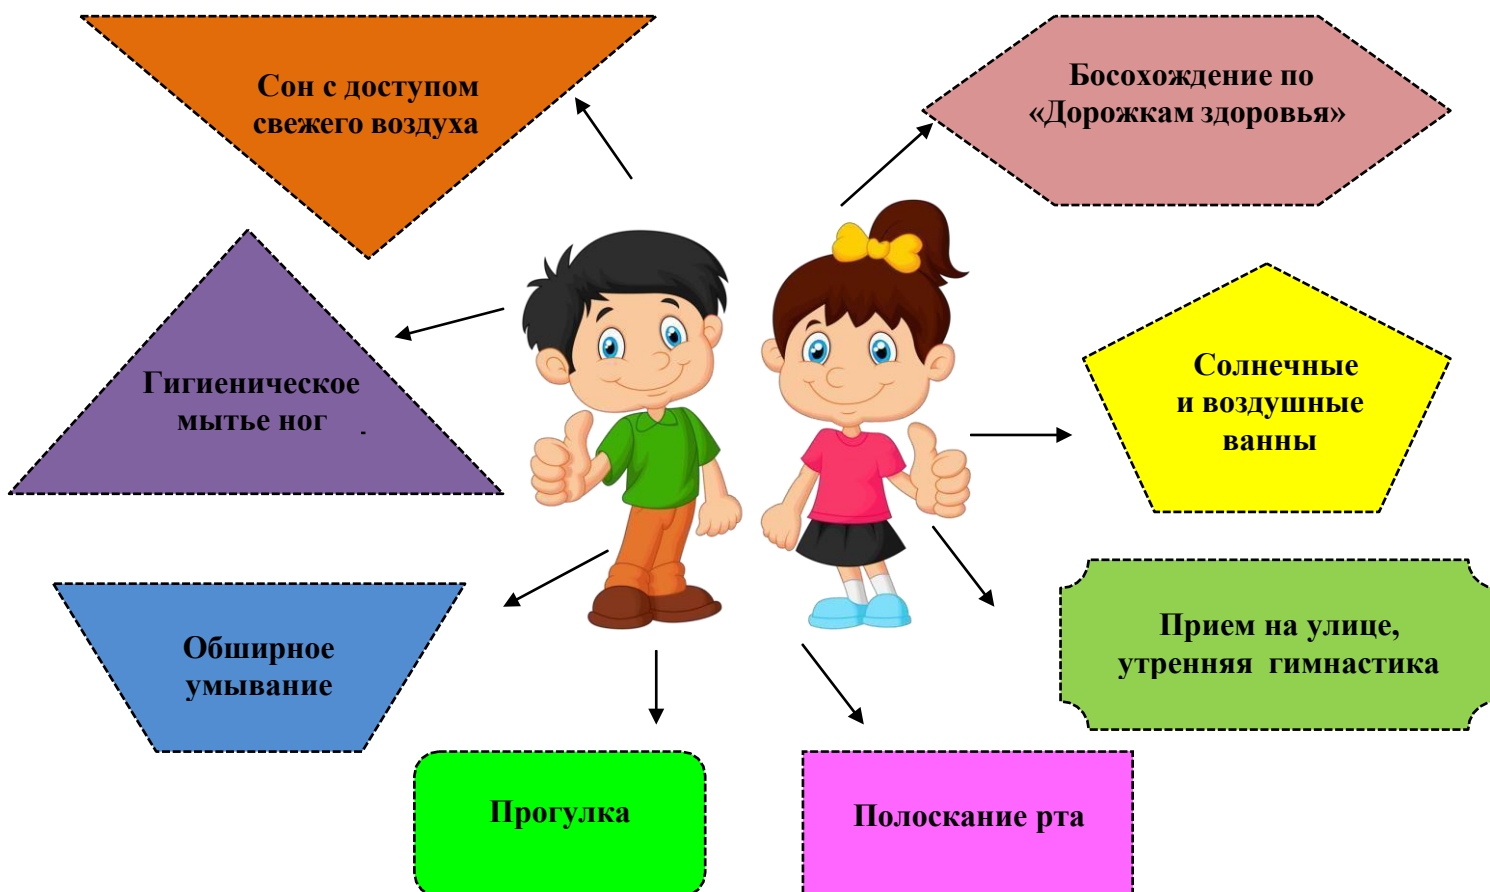 Сон с доступом
свежего воздуха
Босохождение по
«Дорожкам здоровья»
Гигиеническое
мытье ног
Солнечные
и воздушные
ванны
Обширное
умывание
Прием на улице,
утренняя гимнастика
Прогулка
Полоскание рта